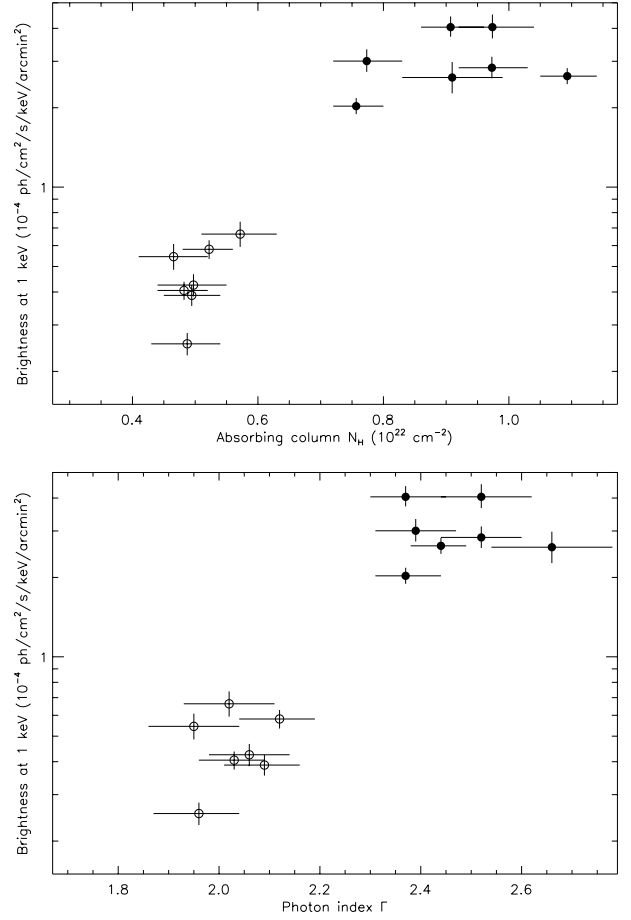 Brightness at 1 keV (10⁻⁴ ph/cm²/s/keV/arcmin²)
1
0.4 0.6 0.8 1.0
Absorbing column N_H (10²² cm⁻²)
Brightness at 1 keV (10⁻⁴ ph/cm²/s/keV/arcmin²)
1
1.8 2.0 2.2 2.4 2.6
Photon index Γ